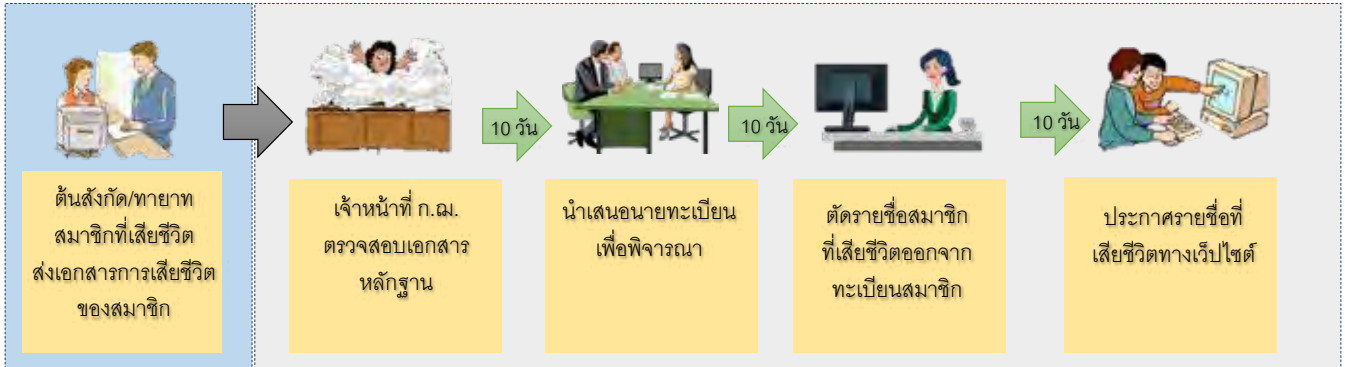 ต้นสังกัด/ทายาท
สมาชิกที่เสียชีวิต
ส่งเอกสารการเสียชีวิต
ของสมาชิก
เจ้าหน้าที่ ก.ฌ.
ตรวจสอบเอกสาร
หลักฐาน
10 วัน
นำเสนอนายทะเบียน
เพื่อพิจารณา
10 วัน
ตัดรายชื่อสมาชิก
ที่เสียชีวิตออกจาก
ทะเบียนสมาชิก
10 วัน
ประกาศรายชื่อที่
เสียชีวิตทางเว็ปไซต์